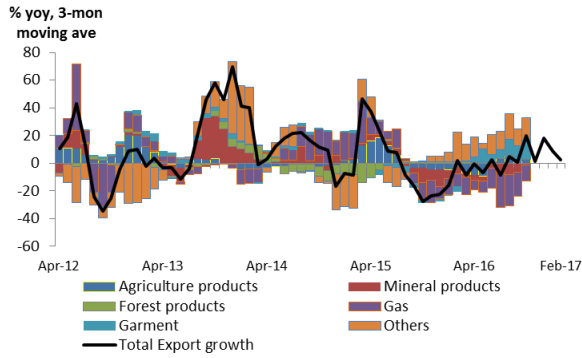 % yoy, 3-mon
moving ave
80
60
40
20
0
-20
-40
-60
Apr-12 Apr-13 Apr-14 Apr-15 Apr-16 Feb-17
Agriculture products Mineral products
Forest products Gas
Garment Others
Total Export growth